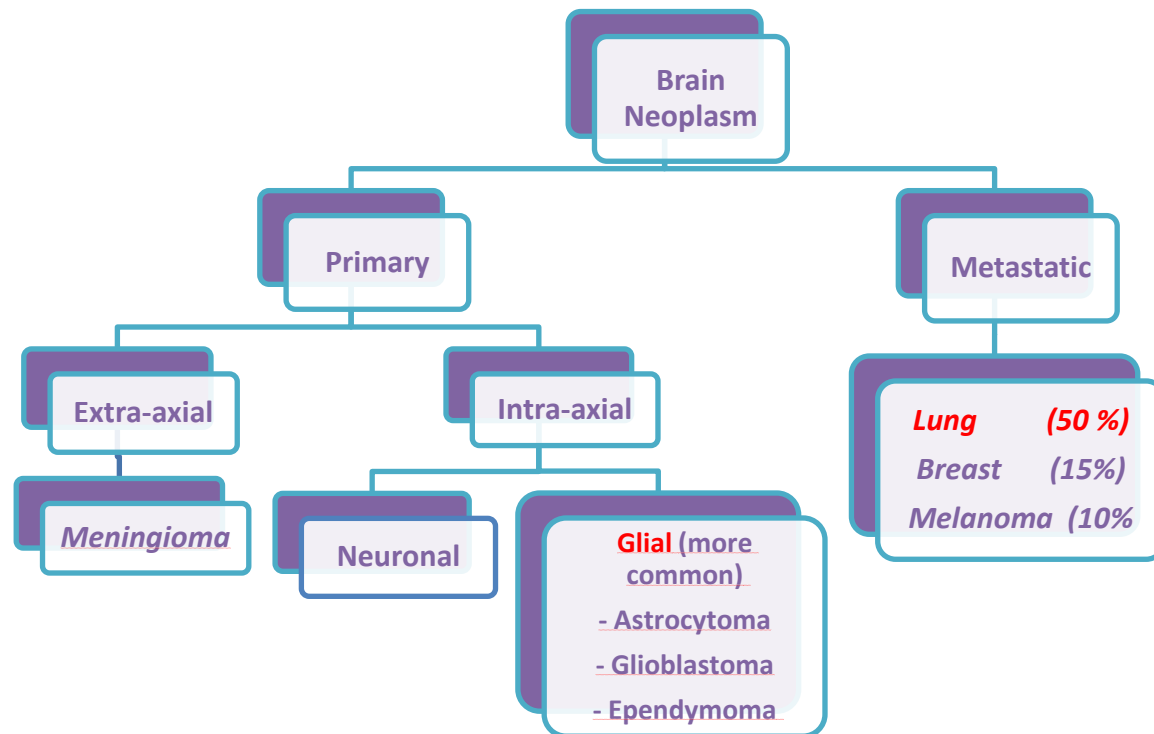 Brain
Neoplasm
Primary
Metastatic
Extra-axial
Intra-axial
Lung (50 %)
Breast (15%)
Melanoma (10%
Meningioma
Neuronal
Glial (more
common)
- Astrocytoma
- Glioblastoma
- Ependymoma